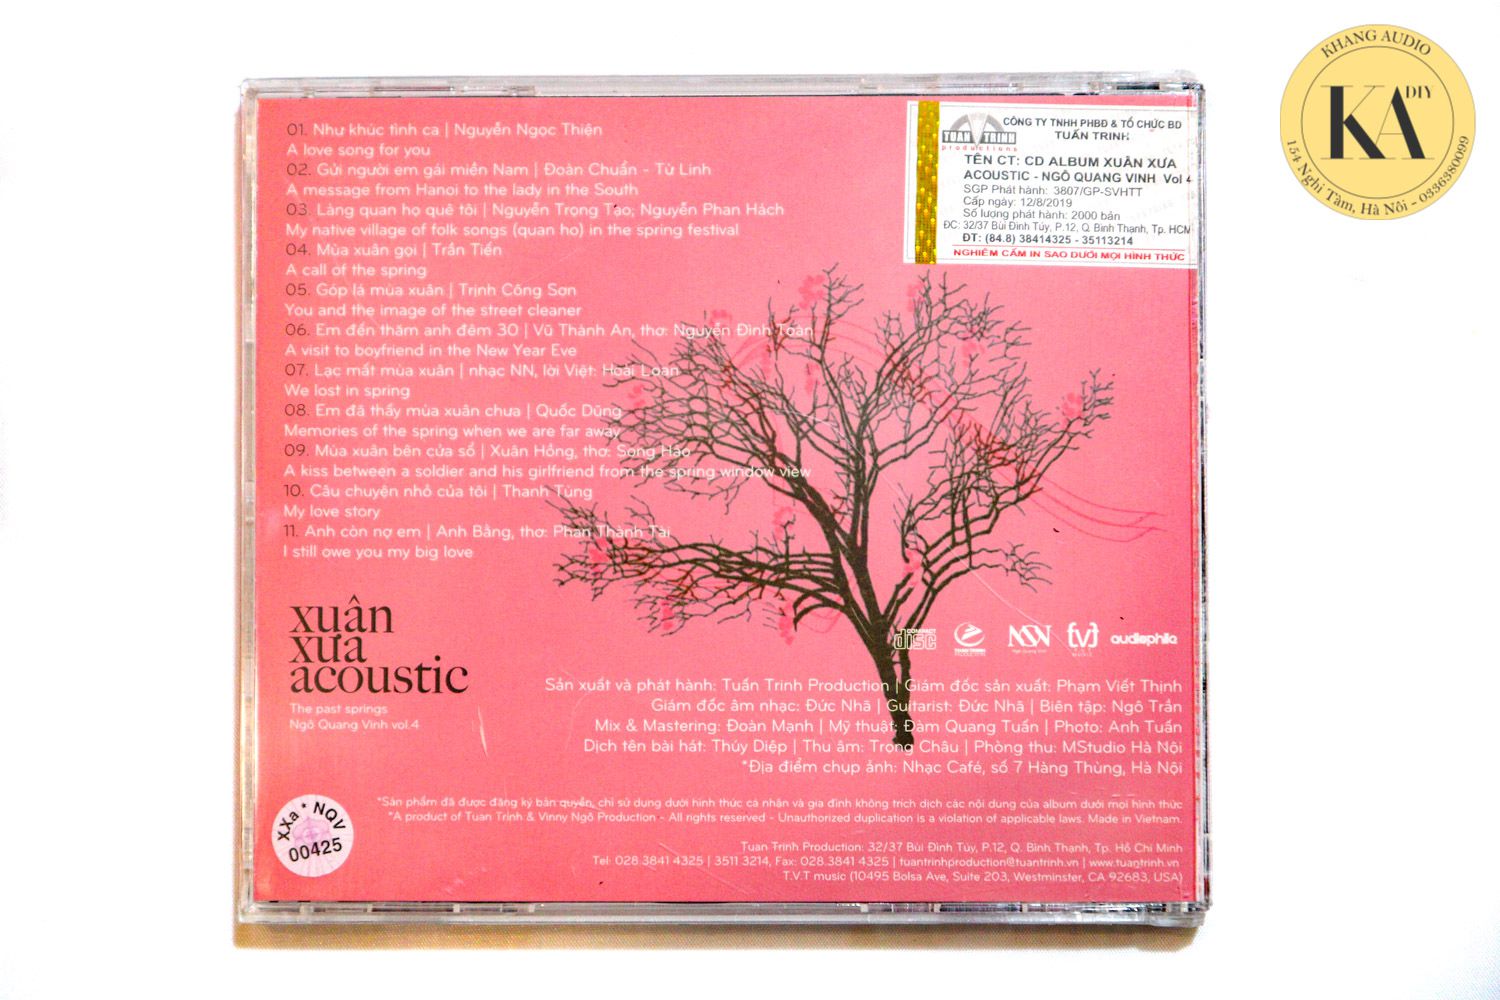 01. Như khúc tình ca | Nguyễn Ngọc Thiện
A love song for you
02. Gửi người em gái miền Nam | Đoàn Chuẩn - Từ Linh
A message from Hanoi to the lady in the South
03. Làng quan họ quê tôi | Nguyễn Trọng Tạo; Nguyễn Phan Hách
My native village of folk songs (quan ho) in the spring festival
04. Mùa xuân gọi | Trần Tiến
A call of the spring
05. Góp lá mùa xuân | Trịnh Công Sơn
You and the image of the street cleaner
06. Em đến thăm anh đêm 30 | Vũ Thành An, thơ: Nguyễn Đình Toàn
A visit to boyfriend in the New Year Eve
07. Lạc mất mùa xuân | nhạc NN, lời Việt: Hoài Loan
We lost in spring
08. Em đã thấy mùa xuân chưa | Quốc Dũng
Memories of the spring when we are far away
09. Mùa xuân bên cửa sổ | Xuân Hồng, thơ: Song Hảo
A kiss between a soldier and his girlfriend from the spring window view
10. Câu chuyện nhỏ của tôi | Thanh Tùng
My love story
11. Anh còn nợ em | Anh Bằng, thơ: Phan Thành Tài
I still owe you my big love
xuân
xưa
acoustic
The past springs
Ngô Quang Vinh vol.4
XXa * NQV
00425
TUAN TRINH
productions
CÔNG TY TNHH PHBĐ & TỔ CHỨC BD
TUẤN TRINH
TÊN CT: CD ALBUM XUÂN XƯA
ACOUSTIC - NGÔ QUANG VINH Vol 4
SGP Phát hành: 3807/GP-SVHTT
Cấp ngày: 12/8/2019
Số lượng phát hành: 2000 bản
ĐC: 32/37 Bùi Đình Túy, P.12, Q. Bình Thạnh, Tp. HCM
ĐT: (84.8) 38414325 - 35113214
NGHIÊM CẤM IN SAO DƯỚI MỌI HÌNH THỨC
COMPACT
disc
TUAN TRINH
PRODUCTIONS
Ngô Quang Vinh
[V]
audiophile
Sản xuất và phát hành: Tuấn Trinh Production | Giám đốc sản xuất: Phạm Viết Thịnh
Giám đốc âm nhạc: Đức Nhã | Guitarist: Đức Nhã | Biên tập: Ngô Trần
Mix & Mastering: Đoàn Mạnh | Mỹ thuật: Đàm Quang Tuấn | Photo: Anh Tuấn
Dịch tên bài hát: Thúy Diệp | Thu âm: Trọng Châu | Phòng thu: MStudio Hà Nội
*Địa điểm chụp ảnh: Nhạc Café, số 7 Hàng Thùng, Hà Nội
*Sản phẩm đã được đăng ký bản quyền, chỉ sử dụng dưới hình thức cá nhân và gia đình không trích dịch các nội dung của album dưới mọi hình thức
*A product of Tuan Trinh & Vinny Ngô Production - All rights reserved - Unauthorized duplication is a violation of applicable laws. Made in Vietnam.
Tuan Trinh Production: 32/37 Bùi Đình Túy, P.12, Q. Bình Thạnh, Tp. Hồ Chí Minh
Tel: 028.3841 4325 | 3511 3214, Fax: 028.3841 4325 | tuantrinhproduction@tuantrinh.vn | www.tuantrinh.vn
T.V.T music (10495 Bolsa Ave, Suite 203, Westminster, CA 92683, USA)
KHANG AUDIO
KA DIY
154 Nghi Tàm, Hà Nội - 0336380099